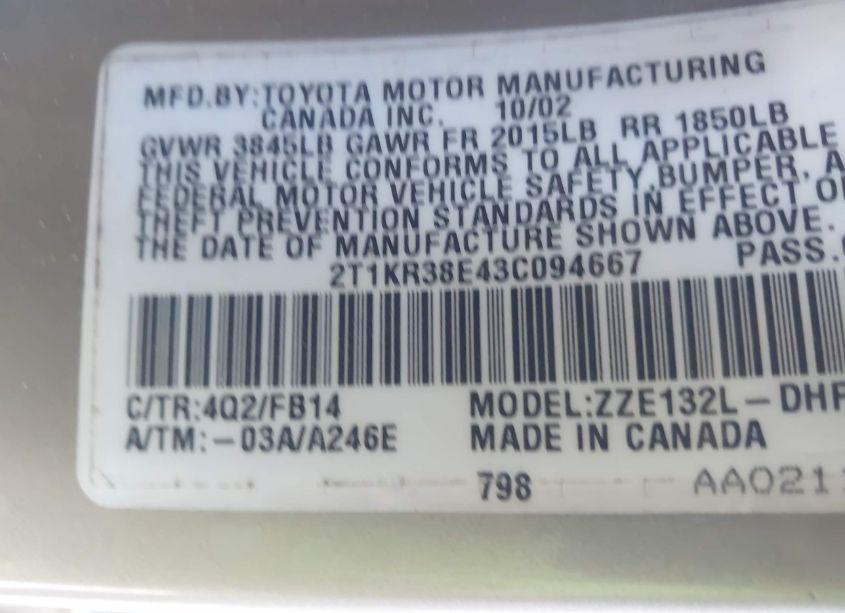 MFD.BY:TOYOTA MOTOR MANUFACTURING
CANADA INC. 10/02
GVWR 3845LB GAWR FR 2015LB RR 1850LB
THIS VEHICLE CONFORMS TO ALL APPLICABLE
FEDERAL MOTOR VEHICLE SAFETY,BUMPER, A
THEFT PREVENTION STANDARDS IN EFFECT O
THE DATE OF MANUFACTURE SHOWN ABOVE.
2T1KR38E43C094667 PASS.
C/TR:4Q2/FB14 MODEL:ZZE132L-DHF
A/TM:-03A/A246E MADE IN CANADA
798 AA021